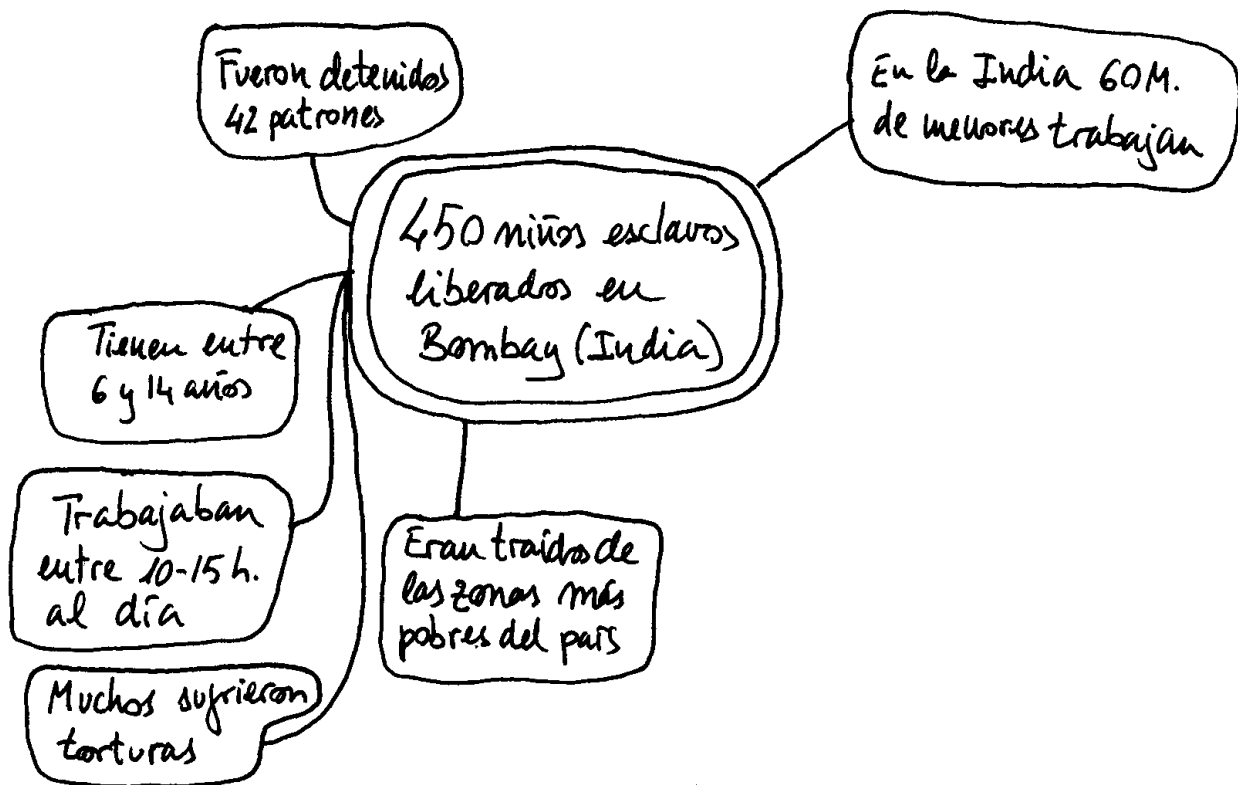 Fueron detenidos
42 patrones
En la India 60M.
de menores trabajan
450 niños esclavos
liberados en
Bombay (India)
Tienen entre
6 y 14 años
Trabajaban
entre 10-15 h.
al día
Eran traídos de
las zonas más
pobres del país
Muchos sufrieron
torturas